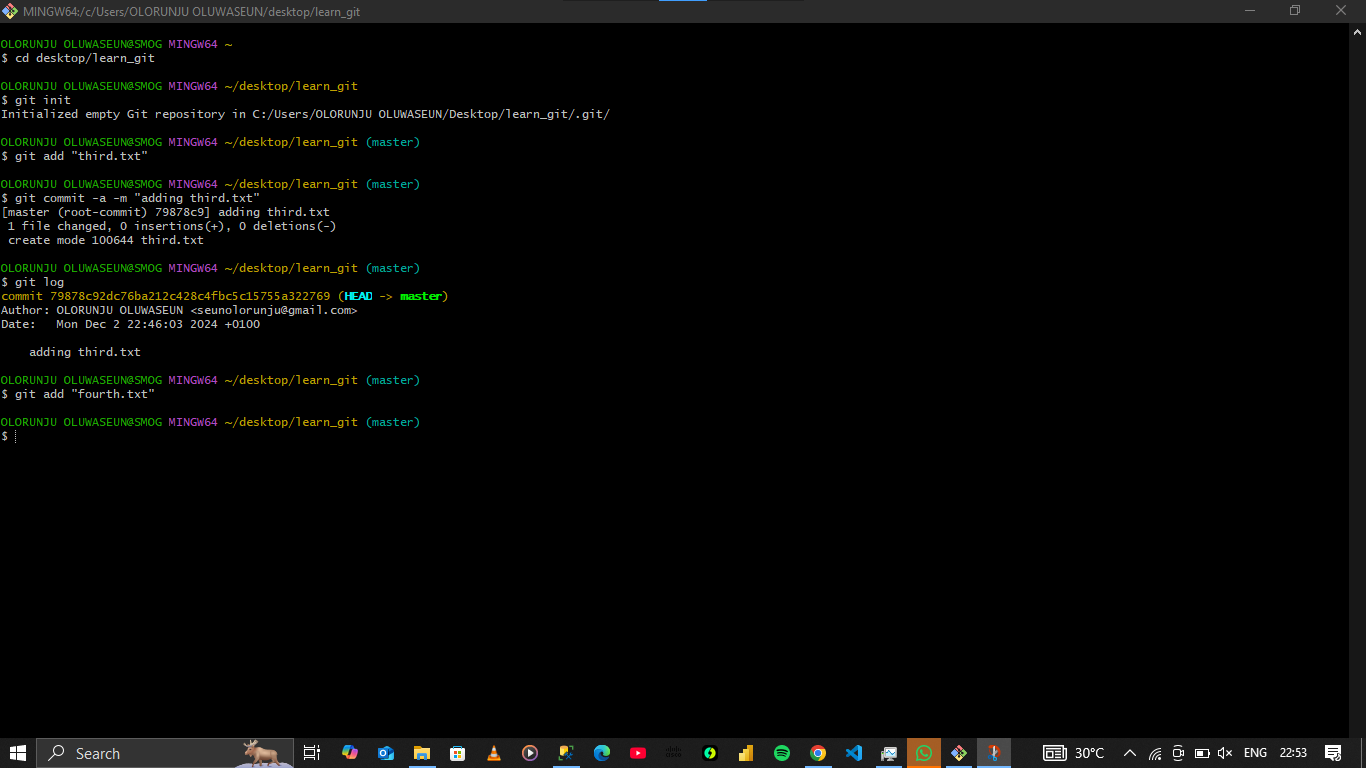 MINGW64:/c/Users/OLORUNJU OLUWASEUN/desktop/learn_git
OLORUNJU OLUWASEUN@SMOG MINGW64 ~
$ cd desktop/learn_git
OLORUNJU OLUWASEUN@SMOG MINGW64 ~/desktop/learn_git
$ git init
Initialized empty Git repository in C:/Users/OLORUNJU OLUWASEUN/Desktop/learn_git/.git/
OLORUNJU OLUWASEUN@SMOG MINGW64 ~/desktop/learn_git (master)
$ git add "third.txt"
OLORUNJU OLUWASEUN@SMOG MINGW64 ~/desktop/learn_git (master)
$ git commit -a -m "adding third.txt"
[master (root-commit) 79878c9] adding third.txt
 1 file changed, 0 insertions(+), 0 deletions(-)
 create mode 100644 third.txt
OLORUNJU OLUWASEUN@SMOG MINGW64 ~/desktop/learn_git (master)
$ git log
commit 79878c92dc76ba212c428c4fbc5c15755a322769 (HEAD -> master)
Author: OLORUNJU OLUWASEUN <seunolorunju@gmail.com>
Date:   Mon Dec 2 22:46:03 2024 +0100
    adding third.txt
OLORUNJU OLUWASEUN@SMOG MINGW64 ~/desktop/learn_git (master)
$ git add "fourth.txt"
OLORUNJU OLUWASEUN@SMOG MINGW64 ~/desktop/learn_git (master)
$
Search
30°C
ENG
22:53